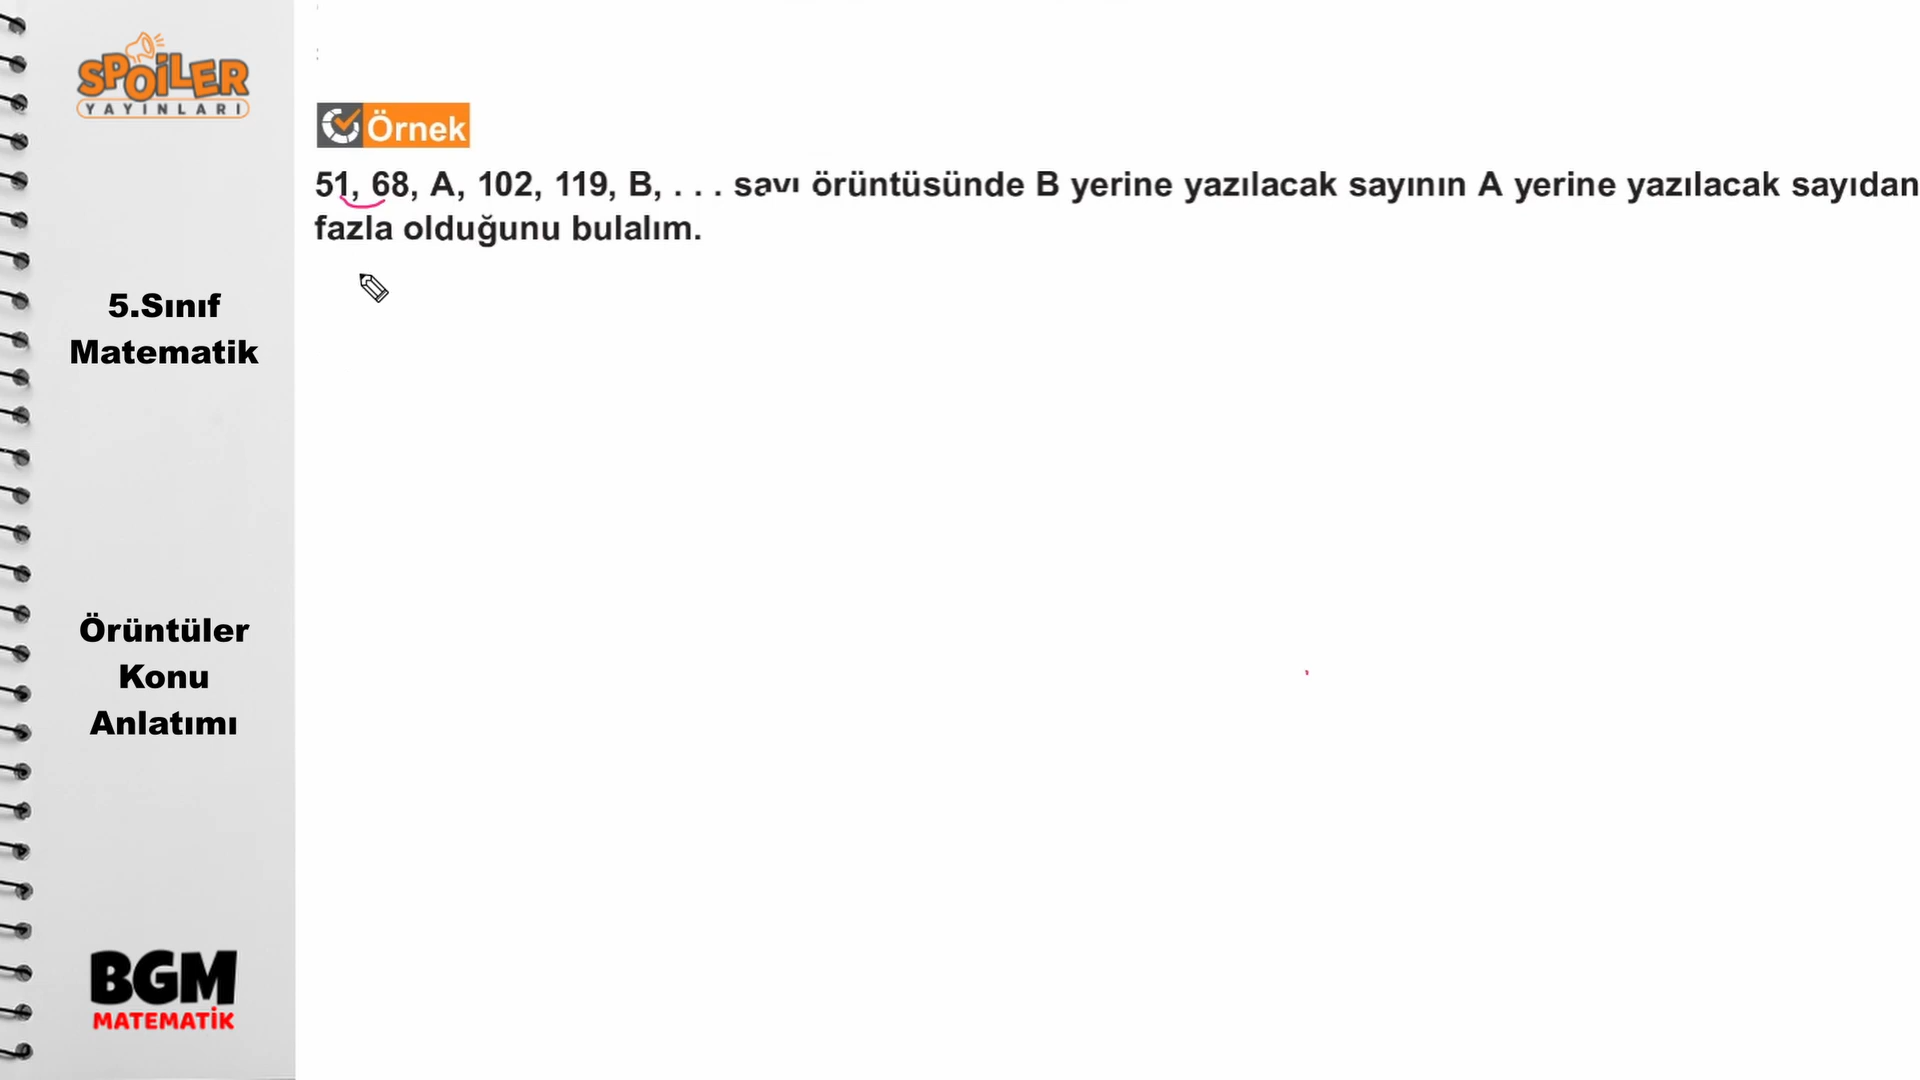 SPOiLER
YAYINLARI
Örnek
51, 68, A, 102, 119, B, . . . sayı örüntüsünde B yerine yazılacak sayının A yerine yazılacak sayıdan
fazla olduğunu bulalım.
5.Sınıf
Matematik
Örüntüler
Konu
Anlatımı
BGM
MATEMATİK